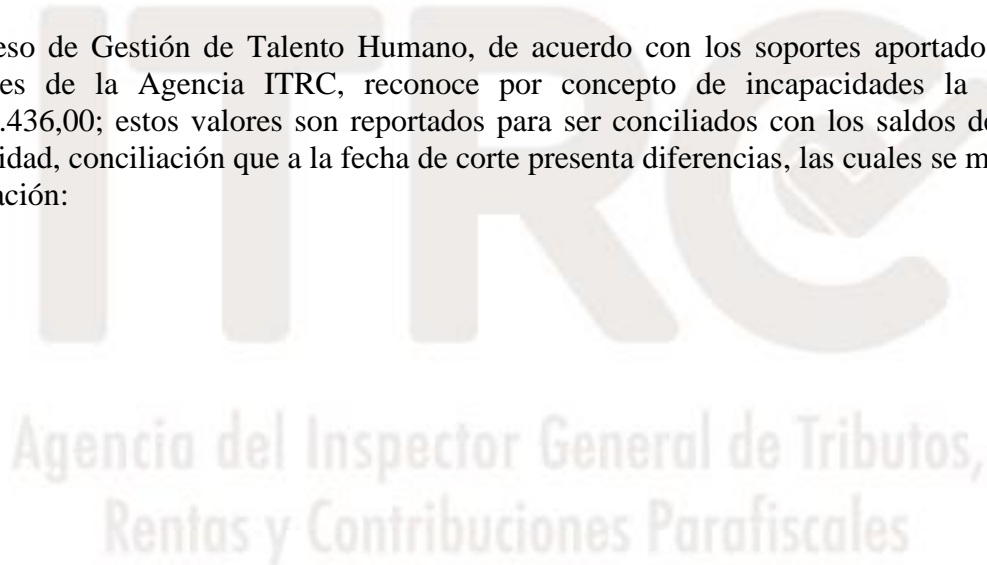 eso de Gestión de Talento Humano, de acuerdo con los soportes aportado
es de la Agencia ITRC, reconoce por concepto de incapacidades la
.436,00; estos valores son reportados para ser conciliados con los saldos de
idad, conciliación que a la fecha de corte presenta diferencias, las cuales se m
ación:
ITRC
Agencia del Inspector General de Tributos,
Rentas y Contribuciones Parafiscales